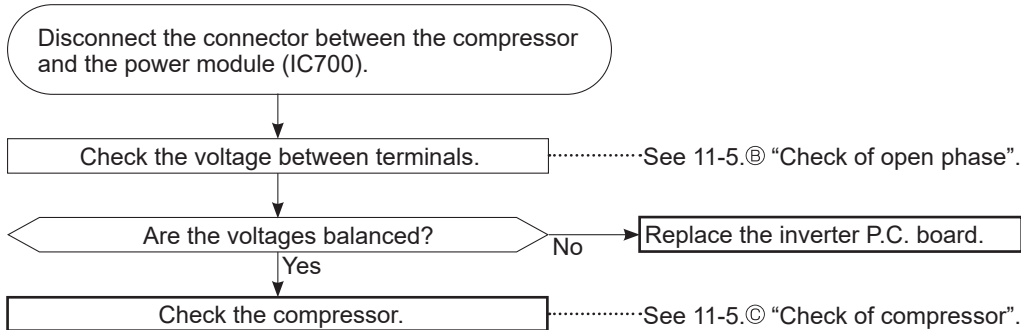 Disconnect the connector between the compressor
and the power module (IC700).
Check the voltage between terminals.
See 11-5.Ⓑ “Check of open phase”.
Are the voltages balanced?
No
Replace the inverter P.C. board.
Yes
Check the compressor.
See 11-5.Ⓒ “Check of compressor”.